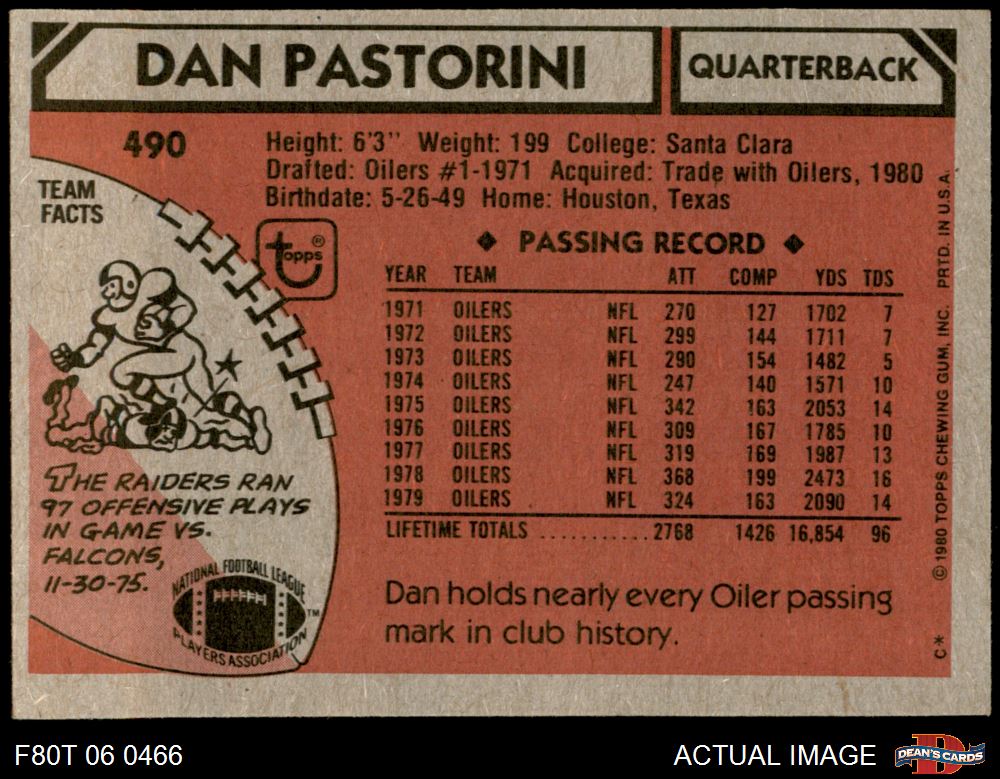 DAN PASTORINI
QUARTERBACK
490
Height: 6'3" Weight: 199 College: Santa Clara
Drafted: Oilers #1-1971 Acquired: Trade with Oilers, 1980
Birthdate: 5-26-49 Home: Houston, Texas
TEAM
FACTS
topps®
◆ PASSING RECORD ◆
YEAR TEAM ATT COMP YDS TDS
1971 OILERS NFL 270 127 1702 7
1972 OILERS NFL 299 144 1711 7
1973 OILERS NFL 290 154 1482 5
1974 OILERS NFL 247 140 1571 10
1975 OILERS NFL 342 163 2053 14
1976 OILERS NFL 309 167 1785 10
1977 OILERS NFL 319 169 1987 13
1978 OILERS NFL 368 199 2473 16
1979 OILERS NFL 324 163 2090 14
LIFETIME TOTALS .......... 2768 1426 16,854 96
THE RAIDERS RAN
97 OFFENSIVE PLAYS
IN GAME VS.
FALCONS,
11-30-75.
NATIONAL FOOTBALL LEAGUE
PLAYERS ASSOCIATION
TM
Dan holds nearly every Oiler passing
mark in club history.
© 1980 TOPPS CHEWING GUM, INC. PRTD. IN U.S.A.
C*
F80T 06 0466
ACTUAL IMAGE
D
DEAN'S CARDS